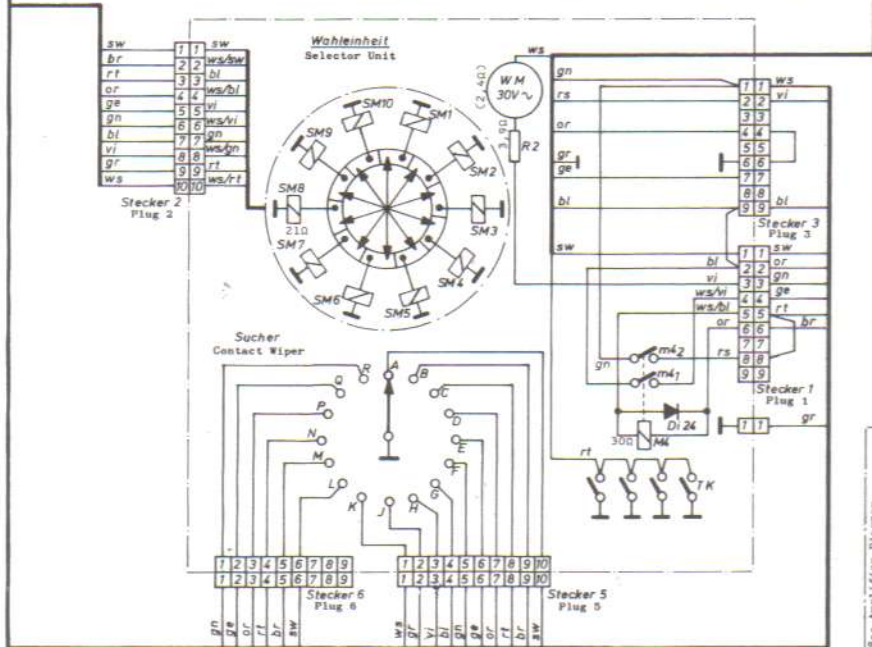 Wahleinheit
Selector Unit
sw 1 1 sw
br 2 2 ws/sw
rt 3 3 bl
or 4 4 ws/bl
ge 5 5 vi
gn 6 6 ws/vi
bl 7 7 gn
vi 8 8 ws/gn
gr 9 9 rt
ws 10 10 ws/rt
Stecker 2
Plug 2
SM10
SM1
SM9
SM2
SM8
21Ω
SM3
SM7
SM4
SM6
SM5
ws
W.M
30V~
(2,4Ω)
3,9Ω
R2
gn 1 1 ws
rs 2 2 vi
3 3
or 4 4
5 5
gr 6 6
ge 7 7
8 8
bl 9 9 bl
Stecker 3
Plug 3
sw 1 1 sw
bl 2 2 or
vi 3 3 gn
ws/vi 4 4 ge
ws/bl 5 5 rt
or 6 6 br
7 7
rs 8 8
9 9
Stecker 1
Plug 1
gn
m4₂
m4₁
Di 24
30Ω
M4
1 1 gr
rt
TK
Sucher
Contact Wiper
R
A
B
Q
C
P
D
N
E
M
F
L
G
K
J
H
1 2 3 4 5 6 7 8 9
1 2 3 4 5 6 7 8 9
Stecker 6
Plug 6
gn ge or rt br sw
1 2 3 4 5 6 7 8 9 10
1 2 3 4 5 6 7 8 9 10
Stecker 5
Plug 5
ws gr vi bl gn ge or rt br sw